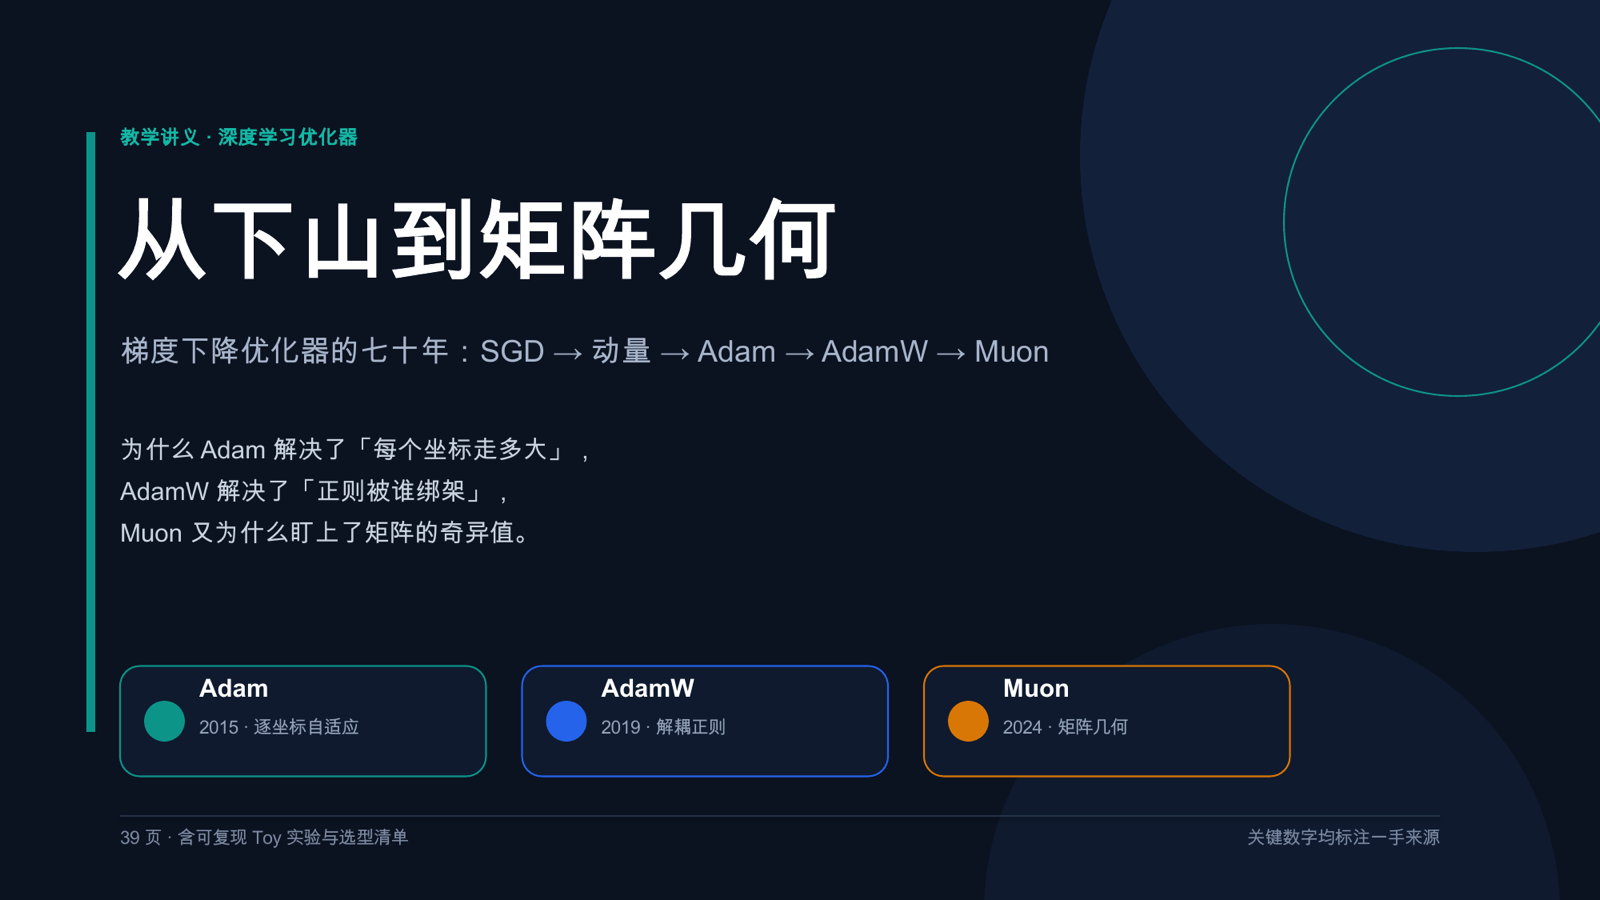 教学讲义 · 深度学习优化器
从下山到矩阵几何
梯度下降优化器的七十年：SGD → 动量 → Adam → AdamW → Muon
为什么 Adam 解决了「每个坐标走多大」，
AdamW 解决了「正则被谁绑架」，
Muon 又为什么盯上了矩阵的奇异值。
Adam
2015 · 逐坐标自适应
AdamW
2019 · 解耦正则
Muon
2024 · 矩阵几何
39 页 · 含可复现 Toy 实验与选型清单
关键数字均标注一手来源